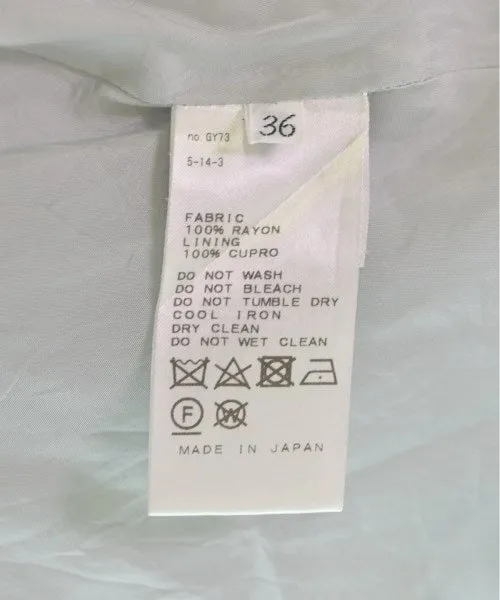 36
no. GY73
5-14-3
FABRIC
100% RAYON
LINING
100% CUPRO
DO NOT WASH
DO NOT BLEACH
DO NOT TUMBLE DRY
COOL IRON
DRY CLEAN
DO NOT WET CLEAN
F W
MADE IN JAPAN